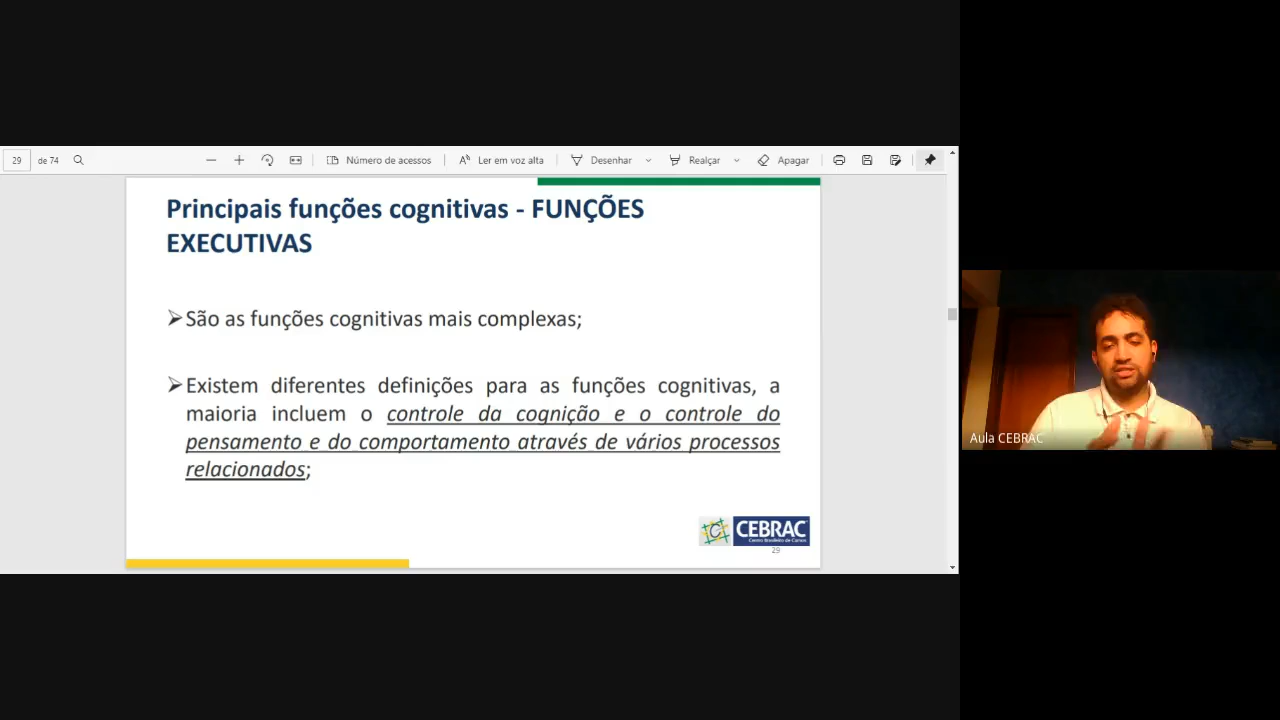 29 de 74 Número de acessos Ler em voz alta Desenhar Realçar Apagar
Principais funções cognitivas - FUNÇÕES
EXECUTIVAS
➢São as funções cognitivas mais complexas;
➢Existem diferentes definições para as funções cognitivas, a
maioria incluem o controle da cognição e o controle do
pensamento e do comportamento através de vários processos
relacionados;
CEBRAC
Centro Brasileiro de Cursos
29
Aula CEBRAC